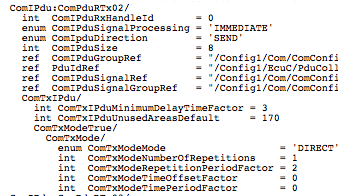 ComIPdu:ComPduRTx02/
int ComIPduRxHandleId = 0
enum ComIPduSignalProcessing = 'IMMEDIATE'
enum ComIPduDirection = 'SEND'
int ComIPduSize = 8
ref ComIPduGroupRef = "/Config1/Com/ComConfi
ref PduIdRef = "/Config1/EcuC/PduColl
ref ComIPduSignalRef = "/Config1/Com/ComConfi
ref ComIPduSignalGroupRef = "/Config1/Com/ComConfi
ComTxIPdu/
int ComTxIPduMinimumDelayTimeFactor = 3
int ComTxIPduUnusedAreasDefault = 170
ComTxModeTrue/
ComTxMode/
enum ComTxModeMode = 'DIRECT'
int ComTxModeNumberOfRepetitions = 1
int ComTxModeRepetitionPeriodFactor = 2
int ComTxModeTimeOffsetFactor = 0
int ComTxModeTimePeriodFactor = 0